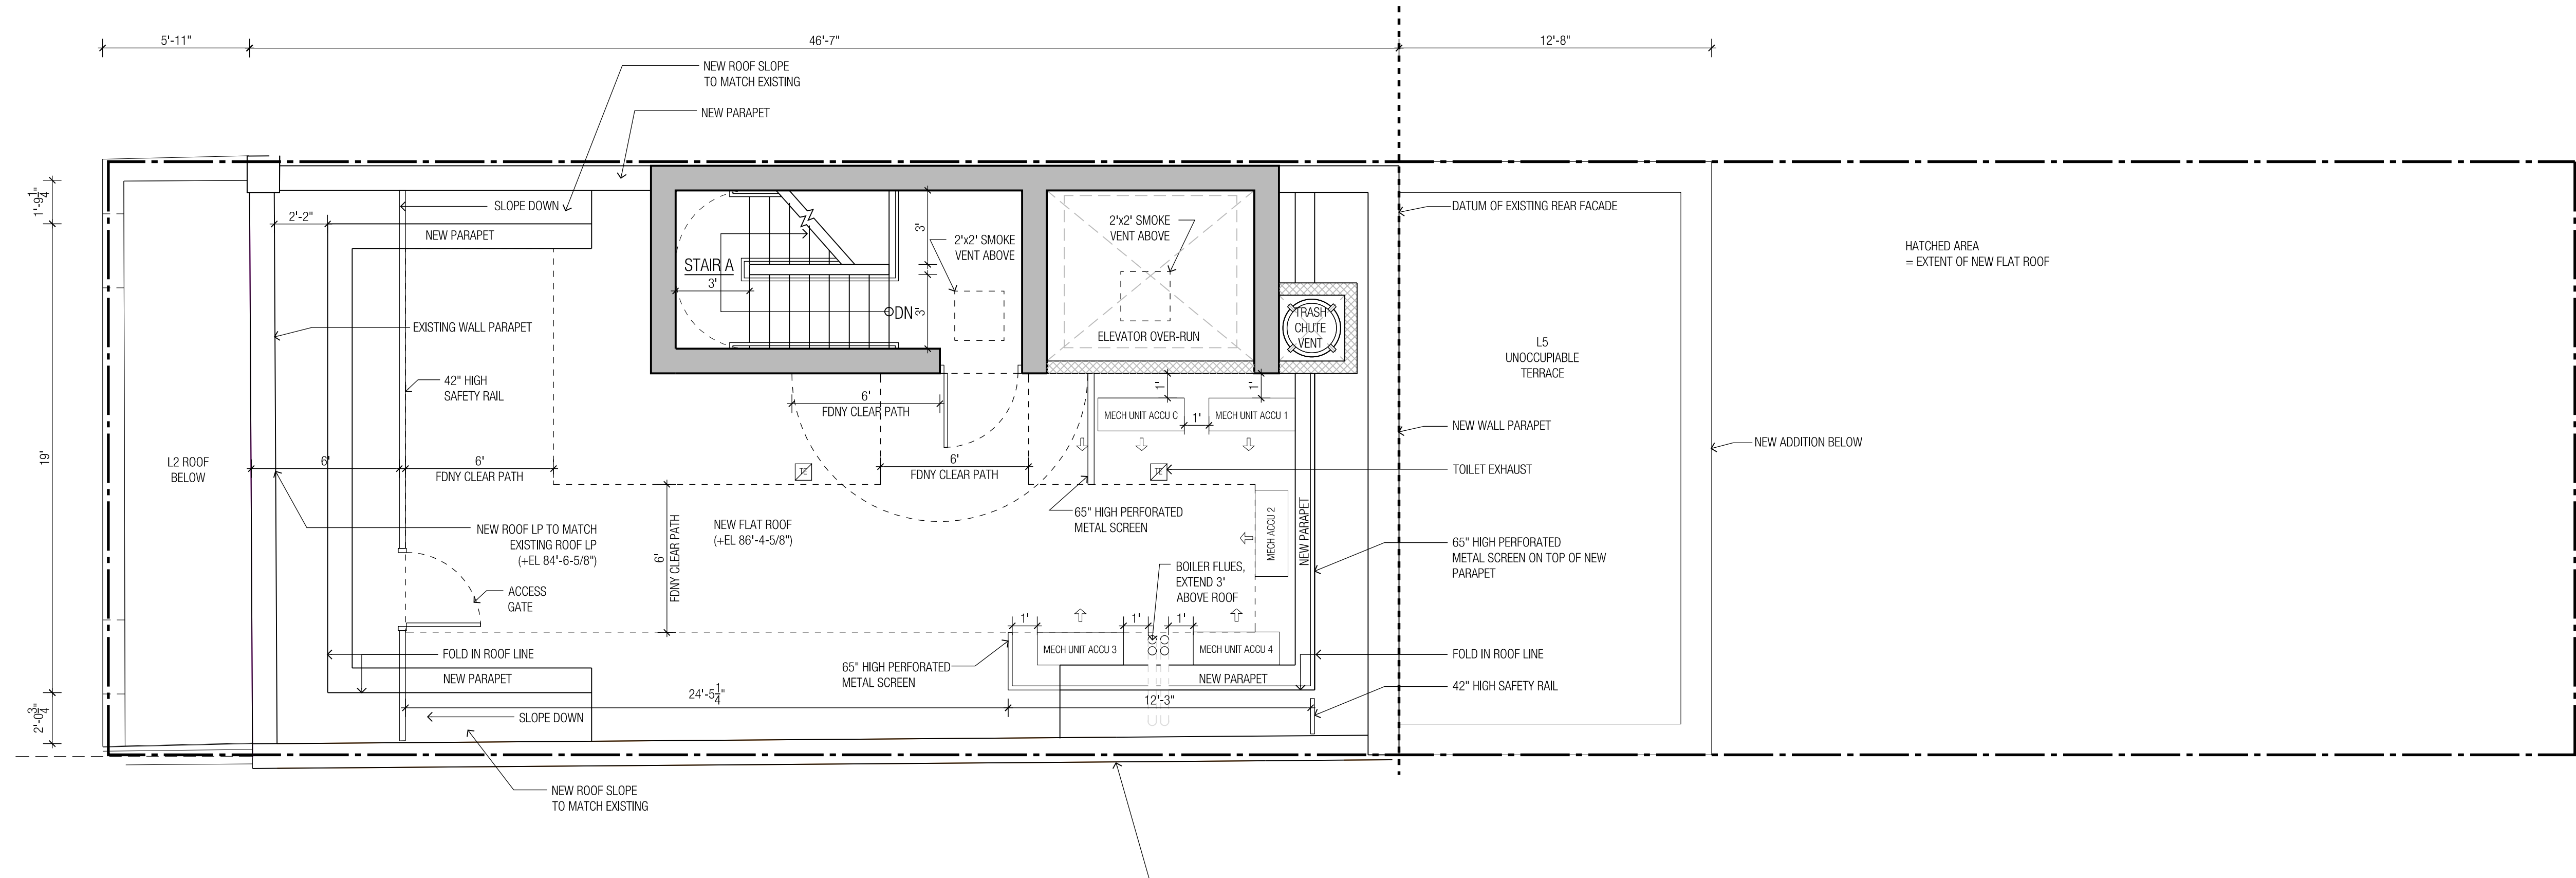 5'-11"
46'-7"
12'-8"
NEW ROOF SLOPE
TO MATCH EXISTING
NEW PARAPET
1'-9 1/4"
SLOPE DOWN
2'-2"
NEW PARAPET
STAIR A
3'
3'
3'
DN
2'x2' SMOKE
VENT ABOVE
2'x2' SMOKE
VENT ABOVE
ELEVATOR OVER-RUN
TRASH
CHUTE
VENT
DATUM OF EXISTING REAR FACADE
HATCHED AREA
= EXTENT OF NEW FLAT ROOF
EXISTING WALL PARAPET
L5
UNOCCUPIABLE
TERRACE
42" HIGH
SAFETY RAIL
6'
FDNY CLEAR PATH
1'
1'
MECH UNIT ACCU C
1'
MECH UNIT ACCU 1
NEW WALL PARAPET
NEW ADDITION BELOW
19'
L2 ROOF
BELOW
6'
6'
FDNY CLEAR PATH
TE
6'
FDNY CLEAR PATH
TE
TOILET EXHAUST
NEW ROOF LP TO MATCH
EXISTING ROOF LP
(+EL 84'-6-5/8")
6'
FDNY CLEAR PATH
NEW FLAT ROOF
(+EL 86'-4-5/8")
65" HIGH PERFORATED
METAL SCREEN
MECH ACCU 2
NEW PARAPET
65" HIGH PERFORATED
METAL SCREEN ON TOP OF NEW
PARAPET
BOILER FLUES,
EXTEND 3'
ABOVE ROOF
ACCESS
GATE
1'
1'
1'
MECH UNIT ACCU 3
MECH UNIT ACCU 4
FOLD IN ROOF LINE
FOLD IN ROOF LINE
65" HIGH PERFORATED
METAL SCREEN
NEW PARAPET
NEW PARAPET
42" HIGH SAFETY RAIL
24'-5 1/4"
12'-3"
2'-0 3/4"
SLOPE DOWN
NEW ROOF SLOPE
TO MATCH EXISTING